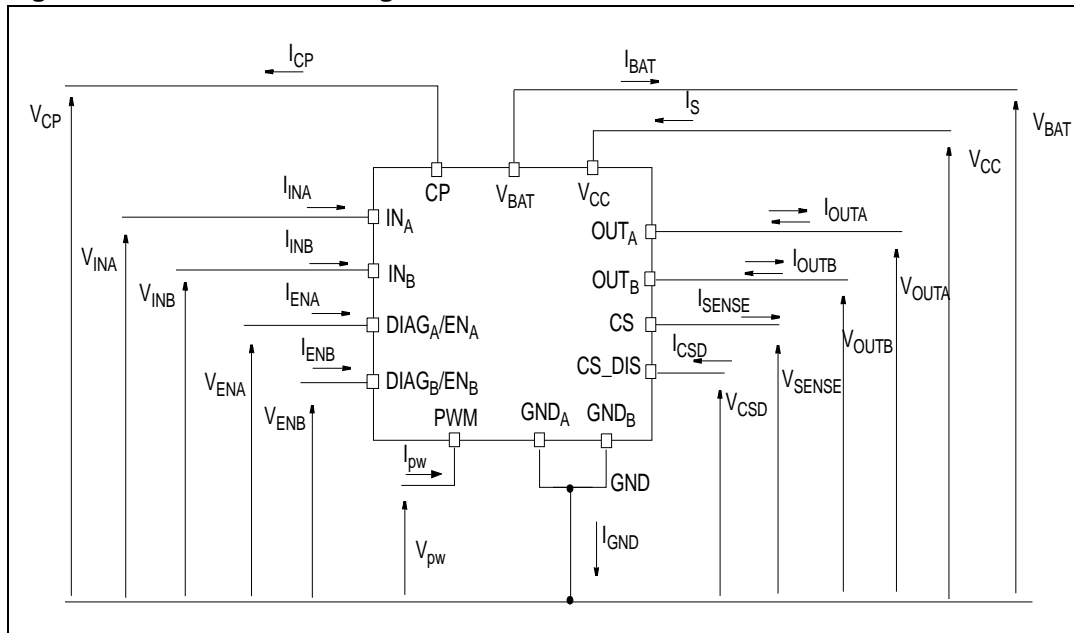 I_CP
I_BAT
I_S
V_CP
V_BAT
V_CC
CP
V_BAT
V_CC
I_INA
IN_A
OUT_A
I_OUTA
V_INA
I_INB
IN_B
OUT_B
I_OUTB
V_INB
V_OUTA
I_ENA
DIAG_A/EN_A
CS
I_SENSE
V_OUTB
I_ENB
DIAG_B/EN_B
CS_DIS
I_CSD
V_ENA
V_SENSE
V_ENB
V_CSD
PWM
GND_A
GND_B
I_pw
GND
V_pw
I_GND